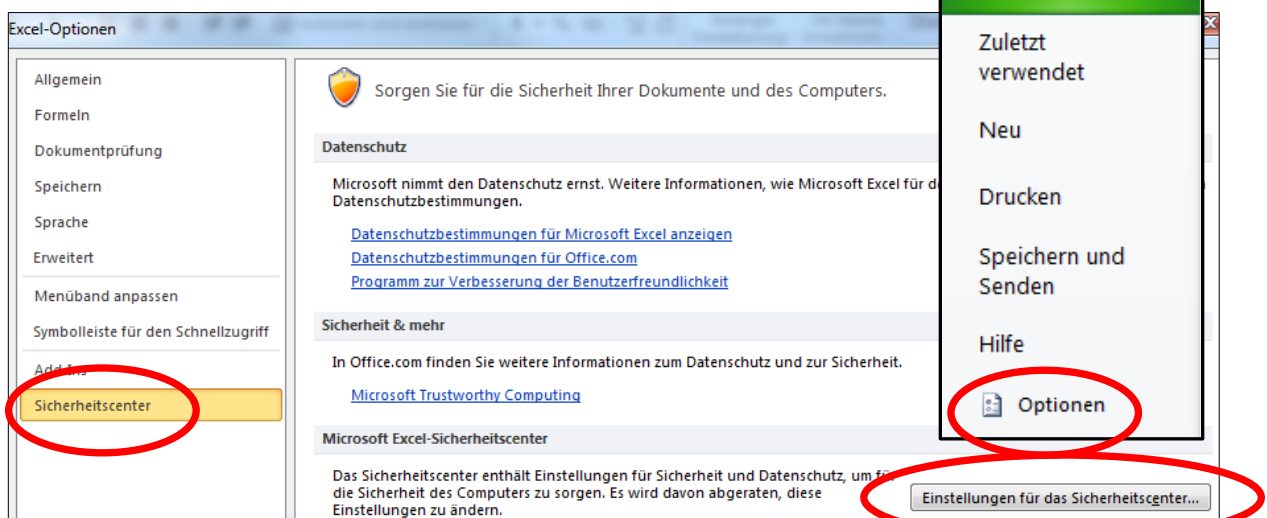 Excel-Optionen
Allgemein
Formeln
Dokumentprüfung
Speichern
Sprache
Erweitert
Menüband anpassen
Symbolleiste für den Schnellzugriff
Add-Ins
Sicherheitscenter
Sorgen Sie für die Sicherheit Ihrer Dokumente und des Computers.
Datenschutz
Microsoft nimmt den Datenschutz ernst. Weitere Informationen, wie Microsoft Excel für
Datenschutzbestimmungen.
Datenschutzbestimmungen für Microsoft Excel anzeigen
Datenschutzbestimmungen für Office.com
Programm zur Verbesserung der Benutzerfreundlichkeit
Sicherheit & mehr
In Office.com finden Sie weitere Informationen zum Datenschutz und zur Sicherheit.
Microsoft Trustworthy Computing
Microsoft Excel-Sicherheitscenter
Das Sicherheitscenter enthält Einstellungen für Sicherheit und Datenschutz, um für
die Sicherheit des Computers zu sorgen. Es wird davon abgeraten, diese
Einstellungen zu ändern.
Einstellungen für das Sicherheitscenter...
Zuletzt
verwendet
Neu
Drucken
Speichern und
Senden
Hilfe
Optionen